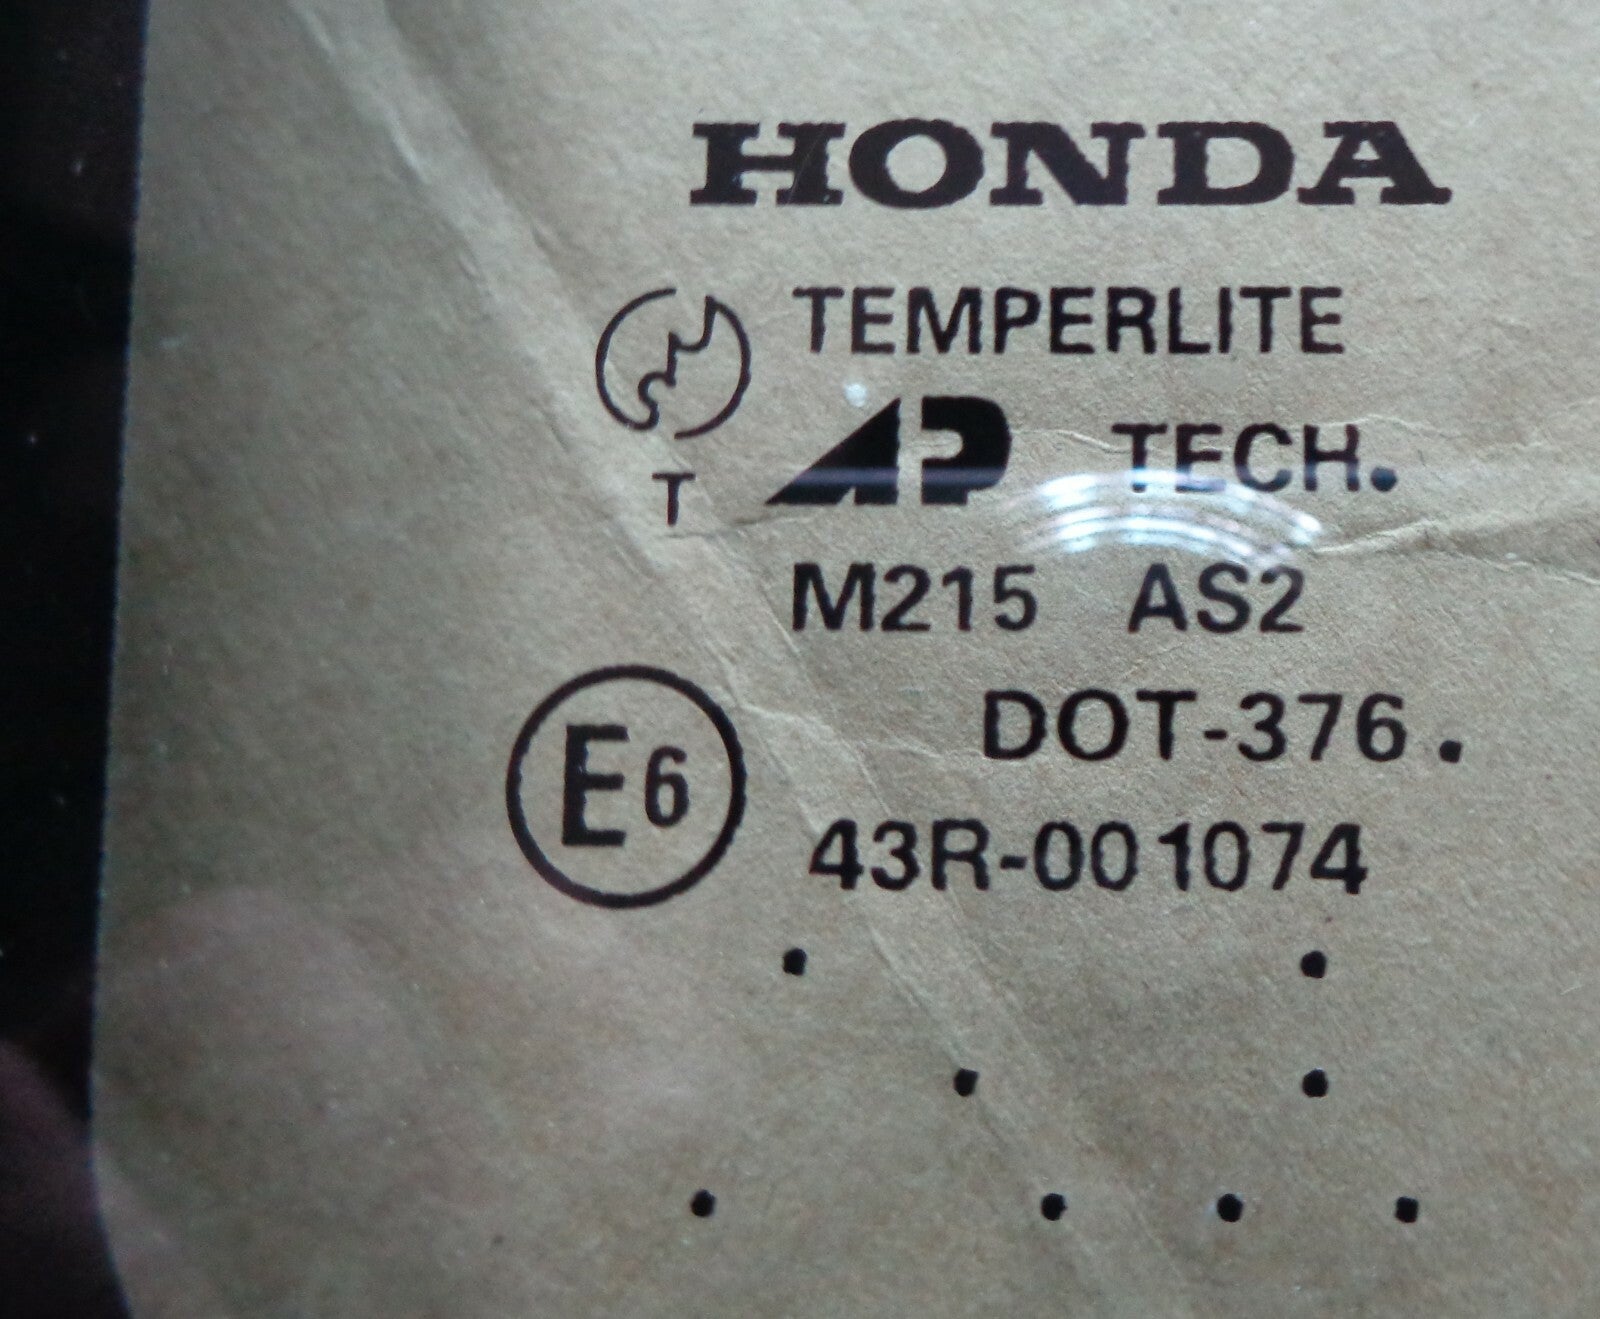 HONDA
TEMPERLITE
T
AP TECH.
M215 AS2
DOT-376.
E6
43R-001074